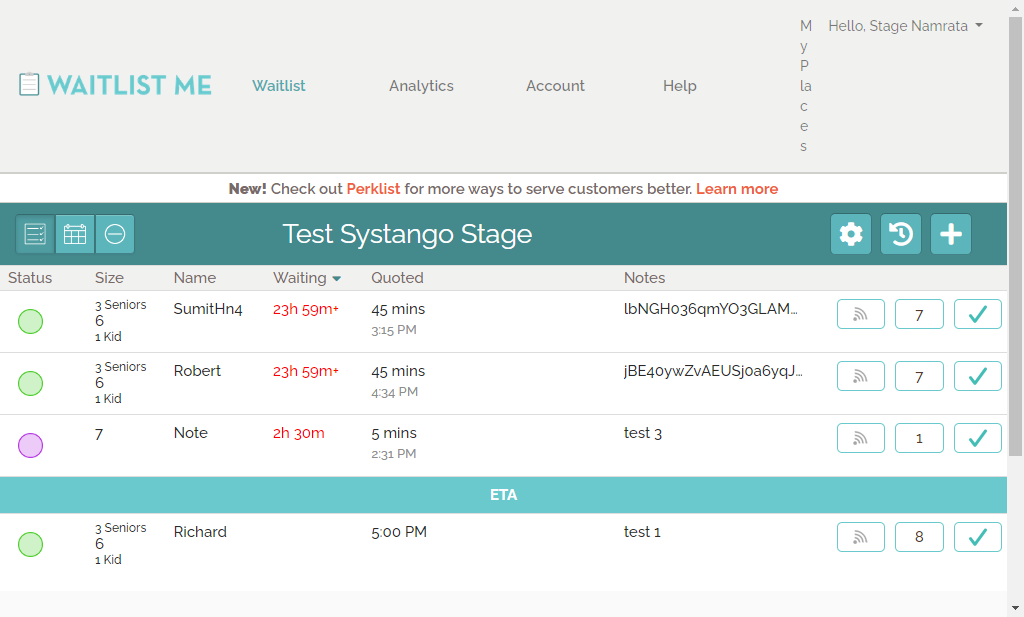 WAITLIST ME
Waitlist
Analytics
Account
Help
My Places
Hello, Stage Namrata
New! Check out Perklist for more ways to serve customers better. Learn more
Test Systango Stage
Status Size Name Waiting Quoted Notes
3 Seniors
6
1 Kid
SumitHn4
23h 59m+
45 mins
3:15 PM
lbNGH036qmYO3GLAM...
7
3 Seniors
6
1 Kid
Robert
23h 59m+
45 mins
4:34 PM
jBE40ywZvAEUSj0a6yqJ...
7
7
Note
2h 30m
5 mins
2:31 PM
test 3
1
ETA
3 Seniors
6
1 Kid
Richard
5:00 PM
test 1
8